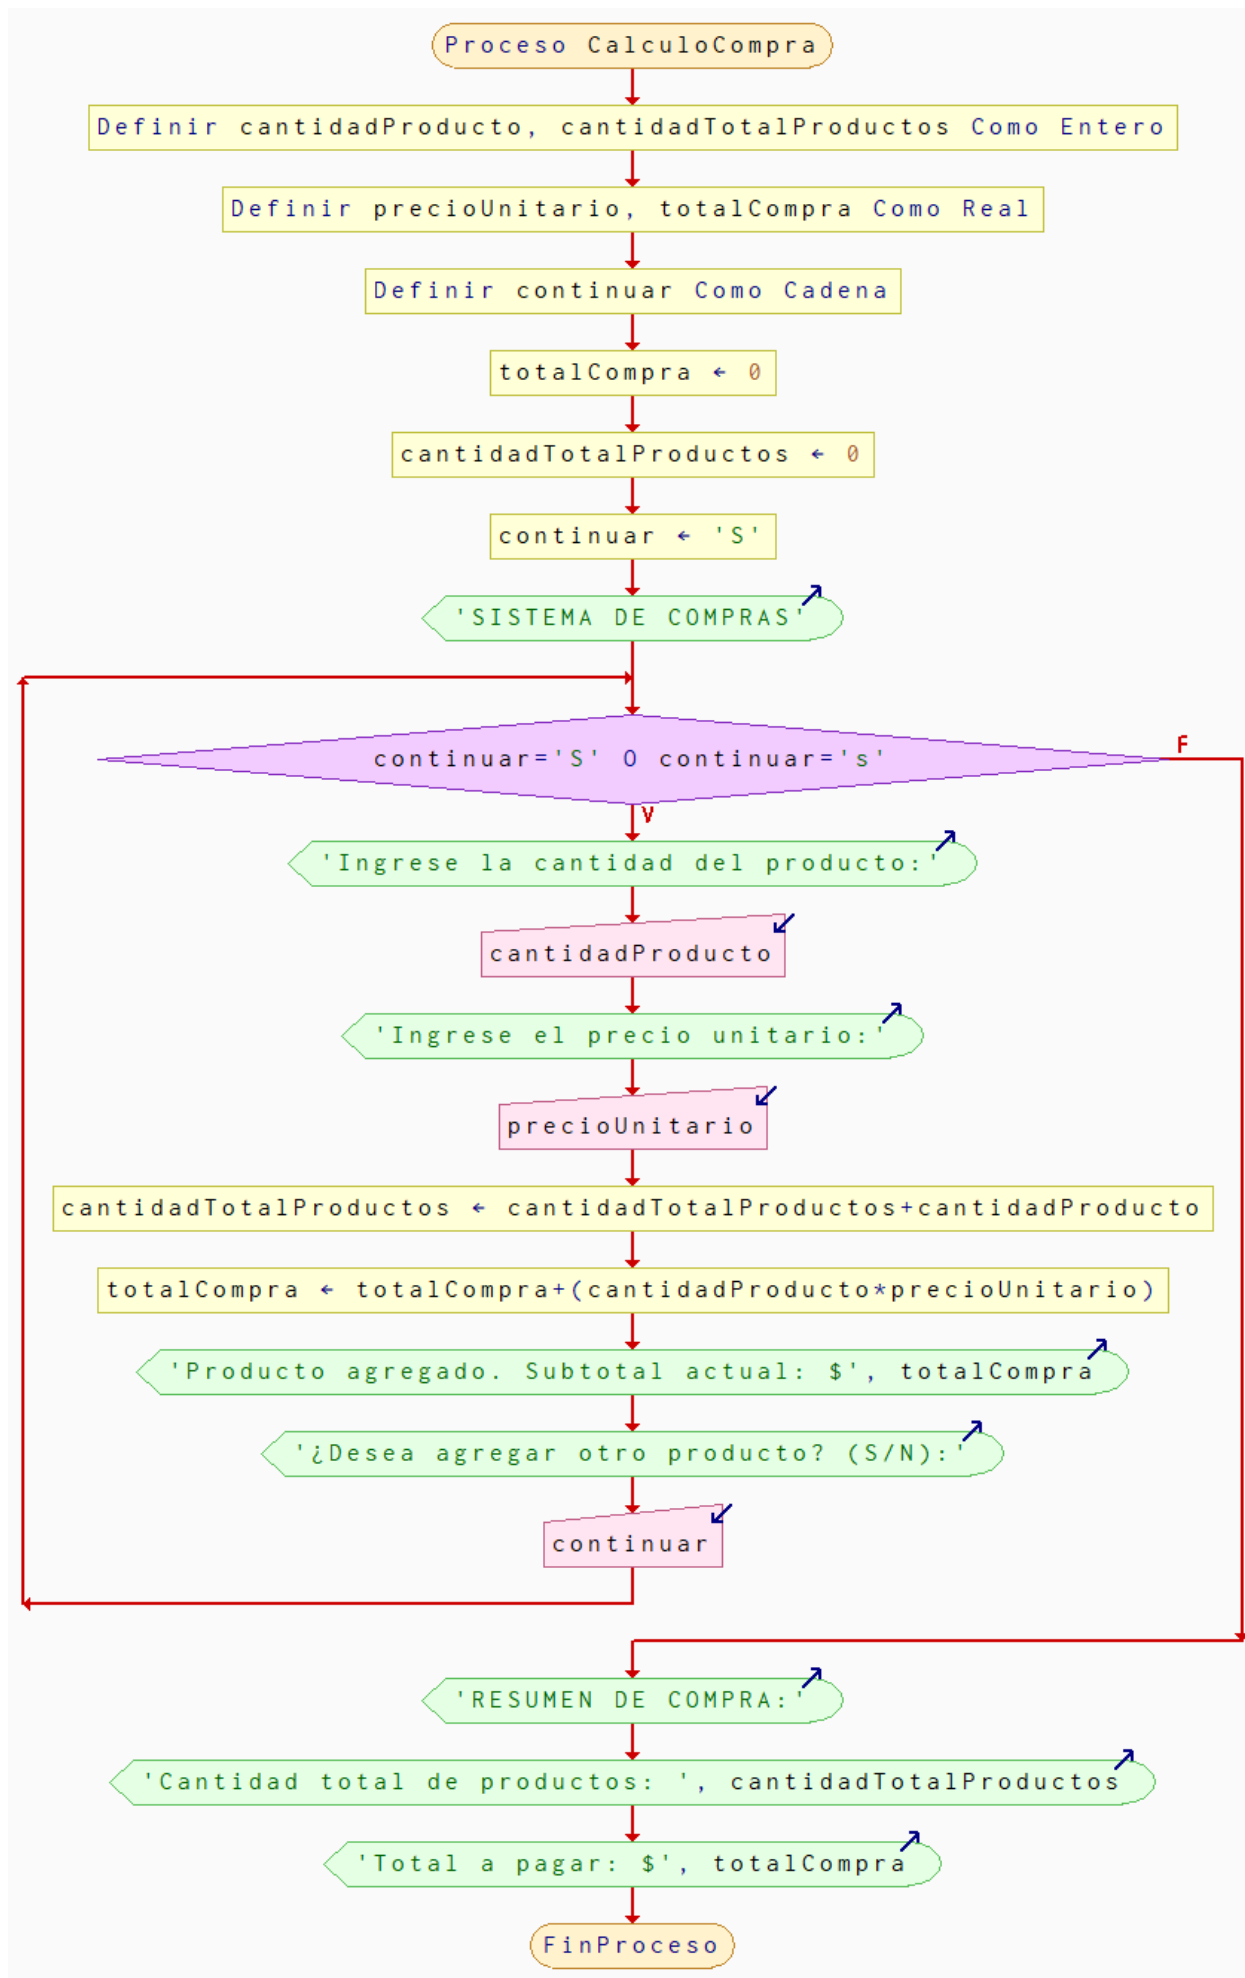 Proceso CalculoCompra
Definir cantidadProducto, cantidadTotalProductos Como Entero
Definir precioUnitario, totalCompra Como Real
Definir continuar Como Cadena
totalCompra ← 0
cantidadTotalProductos ← 0
continuar ← 'S'
'SISTEMA DE COMPRAS'
continuar='S' O continuar='s'
F
V
'Ingrese la cantidad del producto:'
cantidadProducto
'Ingrese el precio unitario:'
precioUnitario
cantidadTotalProductos ← cantidadTotalProductos+cantidadProducto
totalCompra ← totalCompra+(cantidadProducto*precioUnitario)
'Producto agregado. Subtotal actual: $', totalCompra
'¿Desea agregar otro producto? (S/N):'
continuar
'RESUMEN DE COMPRA:'
'Cantidad total de productos: ', cantidadTotalProductos
'Total a pagar: $', totalCompra
FinProceso